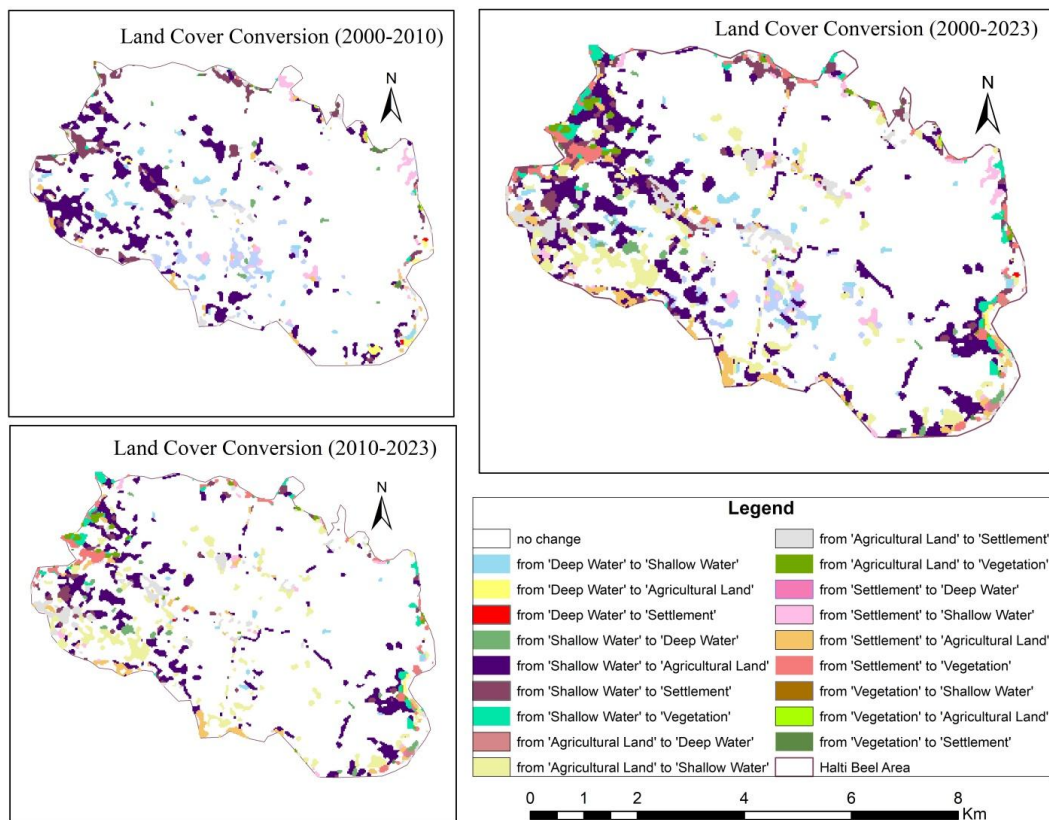 Land Cover Conversion (2000-2010)
N
Land Cover Conversion (2000-2023)
N
Land Cover Conversion (2010-2023)
N
Legend
no change
from 'Deep Water' to 'Shallow Water'
from 'Deep Water' to 'Agricultural Land'
from 'Deep Water' to 'Settlement'
from 'Shallow Water' to 'Deep Water'
from 'Shallow Water' to 'Agricultural Land'
from 'Shallow Water' to 'Settlement'
from 'Shallow Water' to 'Vegetation'
from 'Agricultural Land' to 'Deep Water'
from 'Agricultural Land' to 'Shallow Water'
from 'Agricultural Land' to 'Settlement'
from 'Agricultural Land' to 'Vegetation'
from 'Settlement' to 'Deep Water'
from 'Settlement' to 'Shallow Water'
from 'Settlement' to 'Agricultural Land'
from 'Settlement' to 'Vegetation'
from 'Vegetation' to 'Shallow Water'
from 'Vegetation' to 'Agricultural Land'
from 'Vegetation' to 'Settlement'
Halti Beel Area
0 1 2 4 6 8
Km